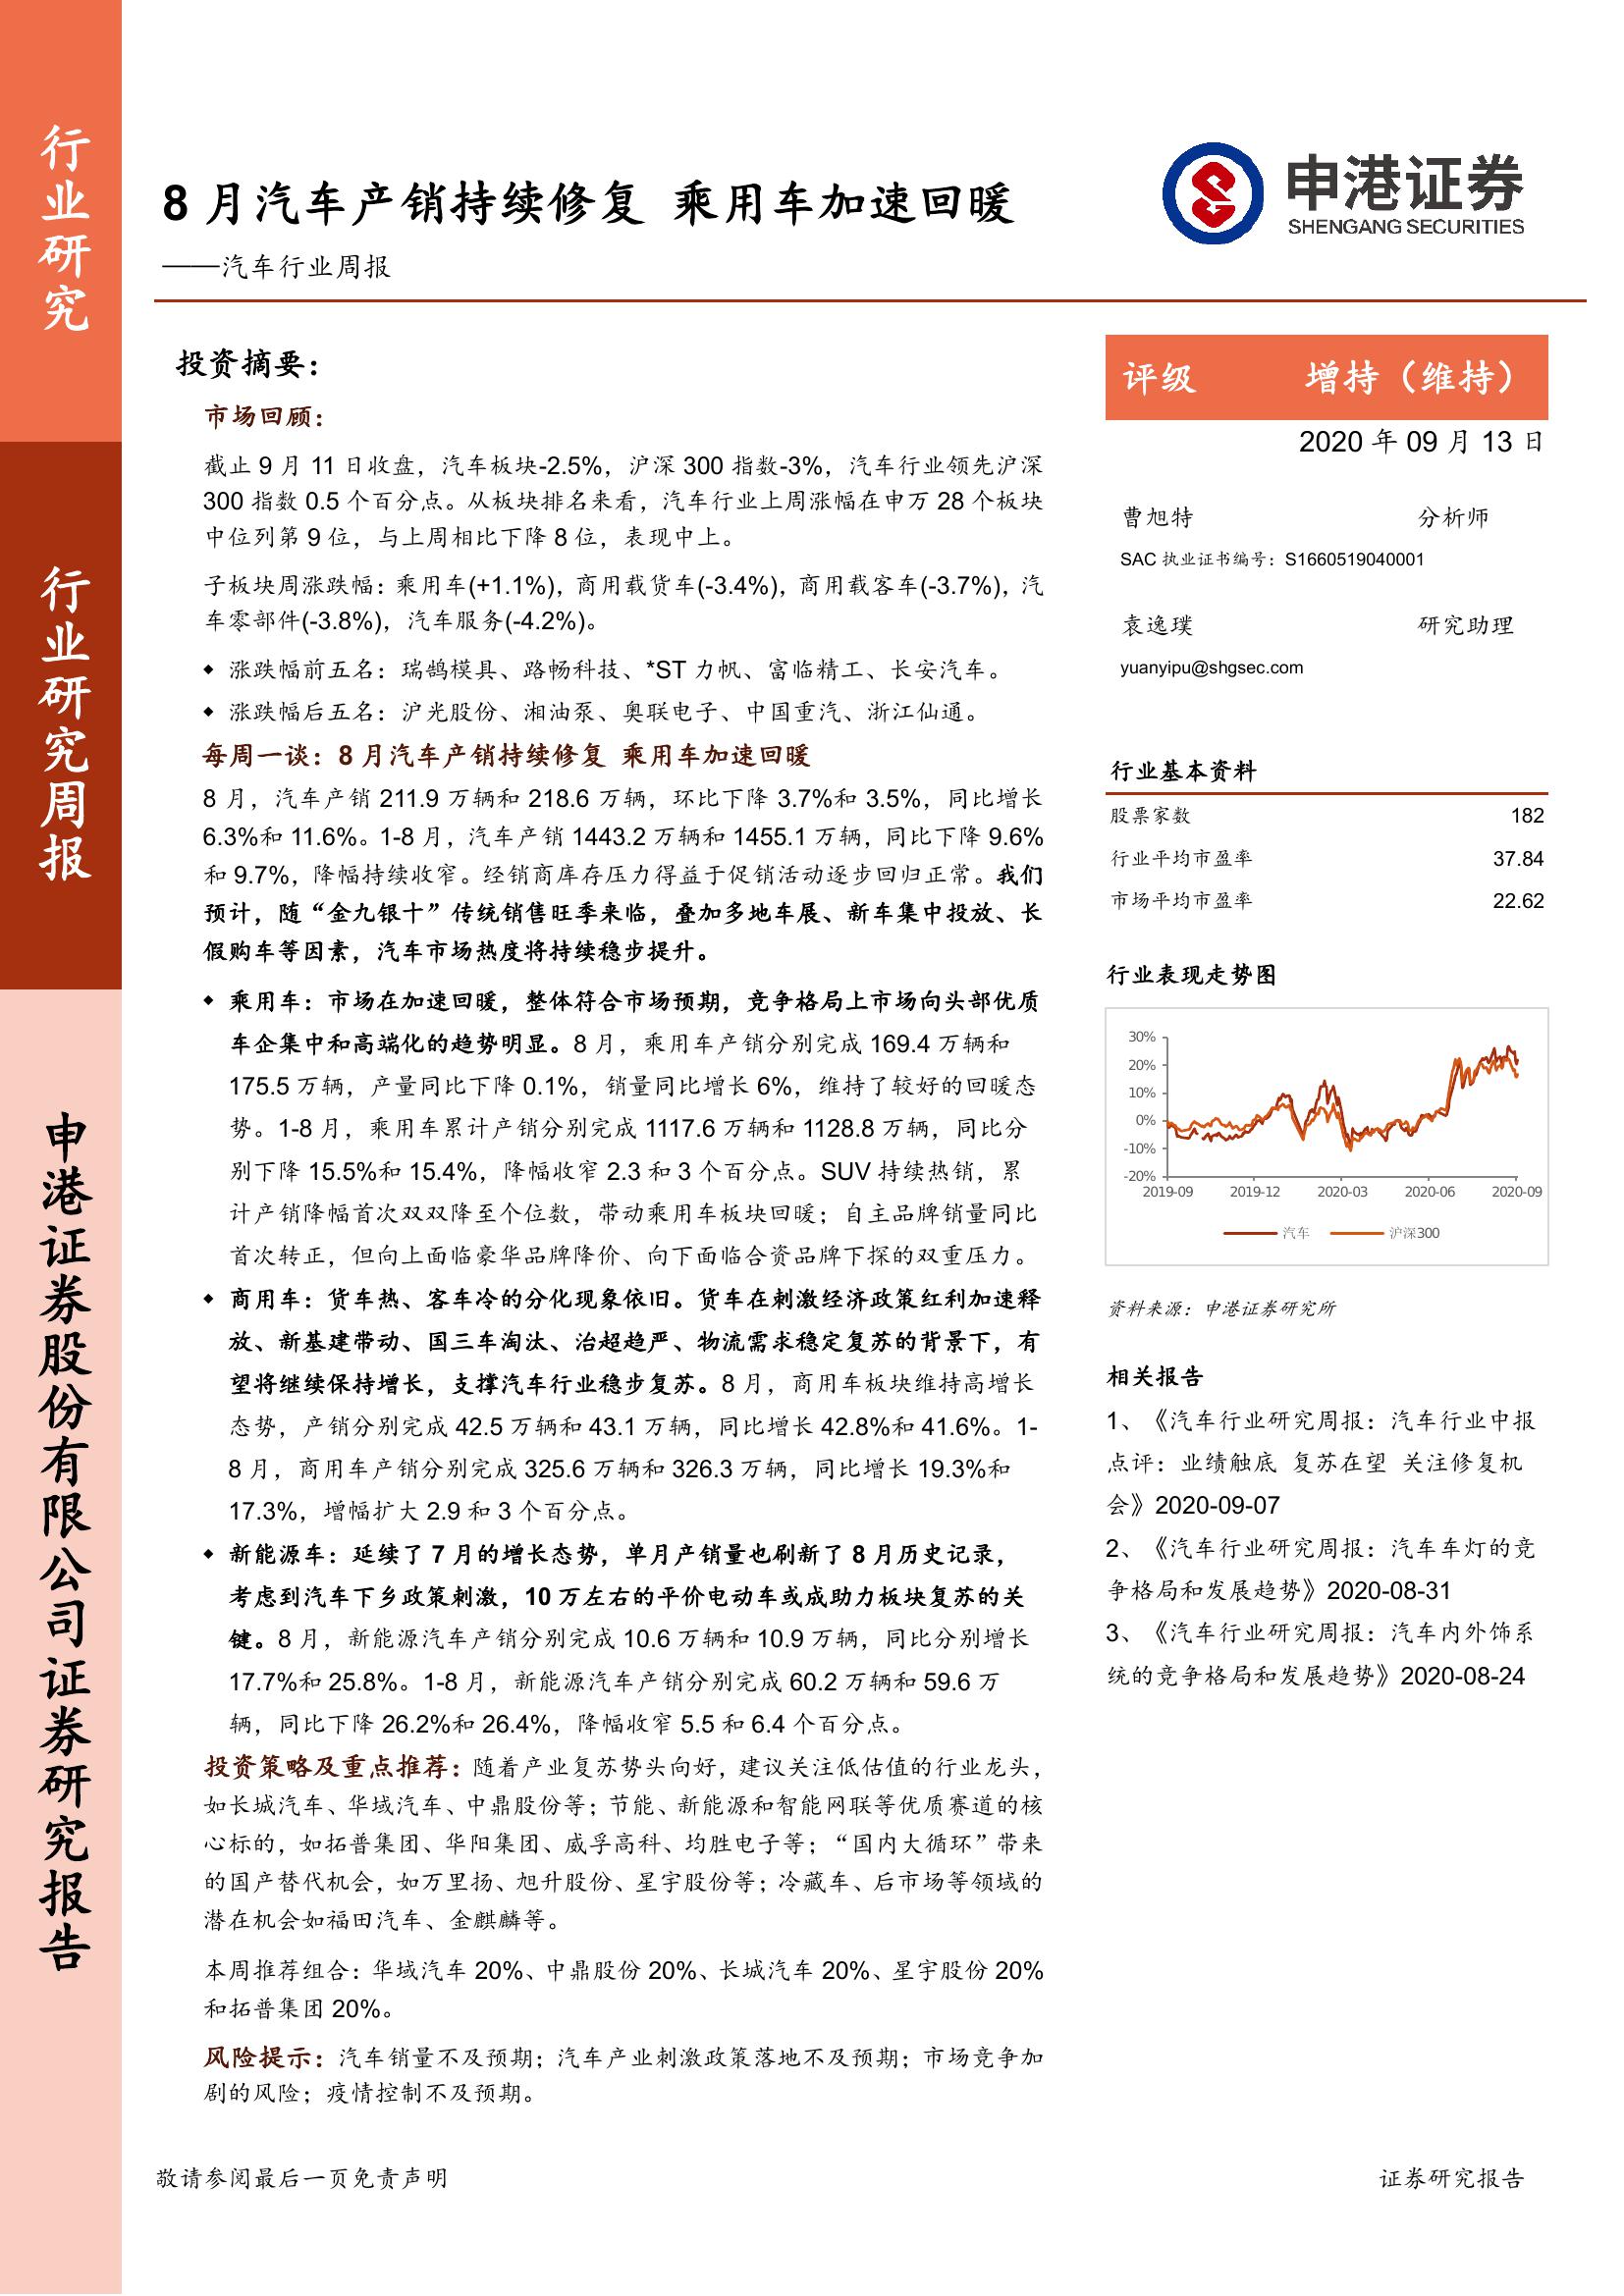 行业研究
行业研究周报
申港证券股份有限公司证券研究报告
8 月汽车产销持续修复 乘用车加速回暖
——汽车行业周报
申港证券
SHENGANG SECURITIES
投资摘要：
市场回顾：
截止 9 月 11 日收盘，汽车板块-2.5%，沪深 300 指数-3%，汽车行业领先沪深
300 指数 0.5 个百分点。从板块排名来看，汽车行业上周涨幅在申万 28 个板块
中位列第 9 位，与上周相比下降 8 位，表现中上。
子板块周涨跌幅：乘用车(+1.1%)，商用载货车(-3.4%)，商用载客车(-3.7%)，汽
车零部件(-3.8%)，汽车服务(-4.2%)。
◆ 涨跌幅前五名：瑞鹄模具、路畅科技、*ST 力帆、富临精工、长安汽车。
◆ 涨跌幅后五名：沪光股份、湘油泵、奥联电子、中国重汽、浙江仙通。
每周一谈：8 月汽车产销持续修复 乘用车加速回暖
8 月，汽车产销 211.9 万辆和 218.6 万辆，环比下降 3.7%和 3.5%，同比增长
6.3%和 11.6%。1-8 月，汽车产销 1443.2 万辆和 1455.1 万辆，同比下降 9.6%
和 9.7%，降幅持续收窄。经销商库存压力得益于促销活动逐步回归正常。我们
预计，随“金九银十”传统销售旺季来临，叠加多地车展、新车集中投放、长
假购车等因素，汽车市场热度将持续稳步提升。
◆ 乘用车：市场在加速回暖，整体符合市场预期，竞争格局上市场向头部优质
车企集中和高端化的趋势明显。8 月，乘用车产销分别完成 169.4 万辆和
175.5 万辆，产量同比下降 0.1%，销量同比增长 6%，维持了较好的回暖态
势。1-8 月，乘用车累计产销分别完成 1117.6 万辆和 1128.8 万辆，同比分
别下降 15.5%和 15.4%，降幅收窄 2.3 和 3 个百分点。SUV 持续热销，累
计产销降幅首次双双降至个位数，带动乘用车板块回暖；自主品牌销量同比
首次转正，但向上面临豪华品牌降价、向下面临合资品牌下探的双重压力。
◆ 商用车：货车热、客车冷的分化现象依旧。货车在刺激经济政策红利加速释
放、新基建带动、国三车淘汰、治超趋严、物流需求稳定复苏的背景下，有
望将继续保持增长，支撑汽车行业稳步复苏。8 月，商用车板块维持高增长
态势，产销分别完成 42.5 万辆和 43.1 万辆，同比增长 42.8%和 41.6%。1-
8 月，商用车产销分别完成 325.6 万辆和 326.3 万辆，同比增长 19.3%和
17.3%，增幅扩大 2.9 和 3 个百分点。
◆ 新能源车：延续了 7 月的增长态势，单月产销量也刷新了 8 月历史记录，
考虑到汽车下乡政策刺激，10 万左右的平价电动车或成助力板块复苏的关
键。8 月，新能源汽车产销分别完成 10.6 万辆和 10.9 万辆，同比分别增长
17.7%和 25.8%。1-8 月，新能源汽车产销分别完成 60.2 万辆和 59.6 万
辆，同比下降 26.2%和 26.4%，降幅收窄 5.5 和 6.4 个百分点。
投资策略及重点推荐：随着产业复苏势头向好，建议关注低估值的行业龙头，
如长城汽车、华域汽车、中鼎股份等；节能、新能源和智能网联等优质赛道的核
心标的，如拓普集团、华阳集团、威孚高科、均胜电子等；“国内大循环”带来
的国产替代机会，如万里扬、旭升股份、星宇股份等；冷藏车、后市场等领域的
潜在机会如福田汽车、金麒麟等。
本周推荐组合：华域汽车 20%、中鼎股份 20%、长城汽车 20%、星宇股份 20%
和拓普集团 20%。
风险提示：汽车销量不及预期；汽车产业刺激政策落地不及预期；市场竞争加
剧的风险；疫情控制不及预期。
评级 增持（维持）
2020 年 09 月 13 日
曹旭特 分析师
SAC 执业证书编号：S1660519040001
袁逸璞 研究助理
yuanyipu@shgsec.com
行业基本资料
股票家数 182
行业平均市盈率 37.84
市场平均市盈率 22.62
行业表现走势图
30%
20%
10%
0%
-10%
-20%
2019-09 2019-12 2020-03 2020-06 2020-09
汽车 沪深300
资料来源：申港证券研究所
相关报告
1、《汽车行业研究周报：汽车行业中报
点评：业绩触底 复苏在望 关注修复机
会》2020-09-07
2、《汽车行业研究周报：汽车车灯的竞
争格局和发展趋势》2020-08-31
3、《汽车行业研究周报：汽车内外饰系
统的竞争格局和发展趋势》2020-08-24
敬请参阅最后一页免责声明 证券研究报告